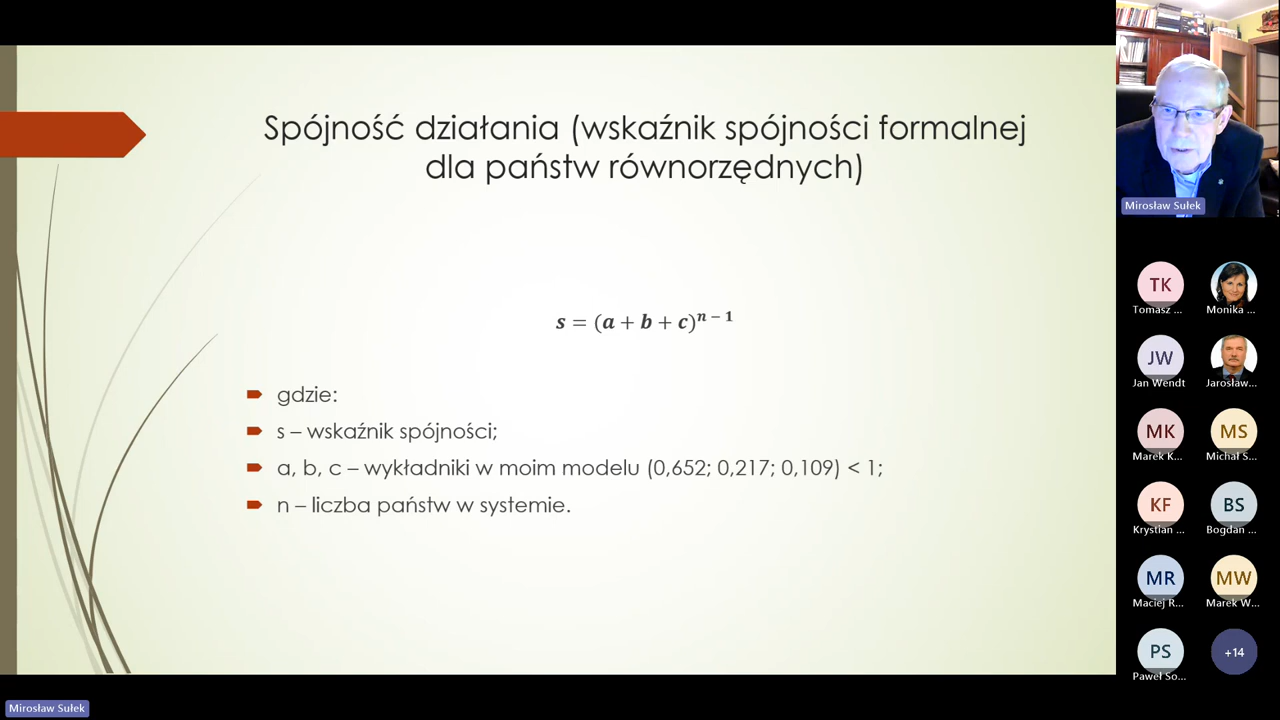 Spójność działania (wskaźnik spójności formalnej
dla państw równorzędnych)
s = (a + b + c)^{n − 1}
gdzie:
s – wskaźnik spójności;
a, b, c – wykładniki w moim modelu (0,652; 0,217; 0,109) < 1;
n – liczba państw w systemie.
Mirosław Sułek
TK
Tomasz ...
Monika ...
JW
Jan Wendt
Jarosław...
MK
Marek K...
MS
Michał S...
KF
Krystian ...
BS
Bogdan ...
MR
Maciej R...
MW
Marek W...
PS
Paweł So...
+14
Mirosław Sułek